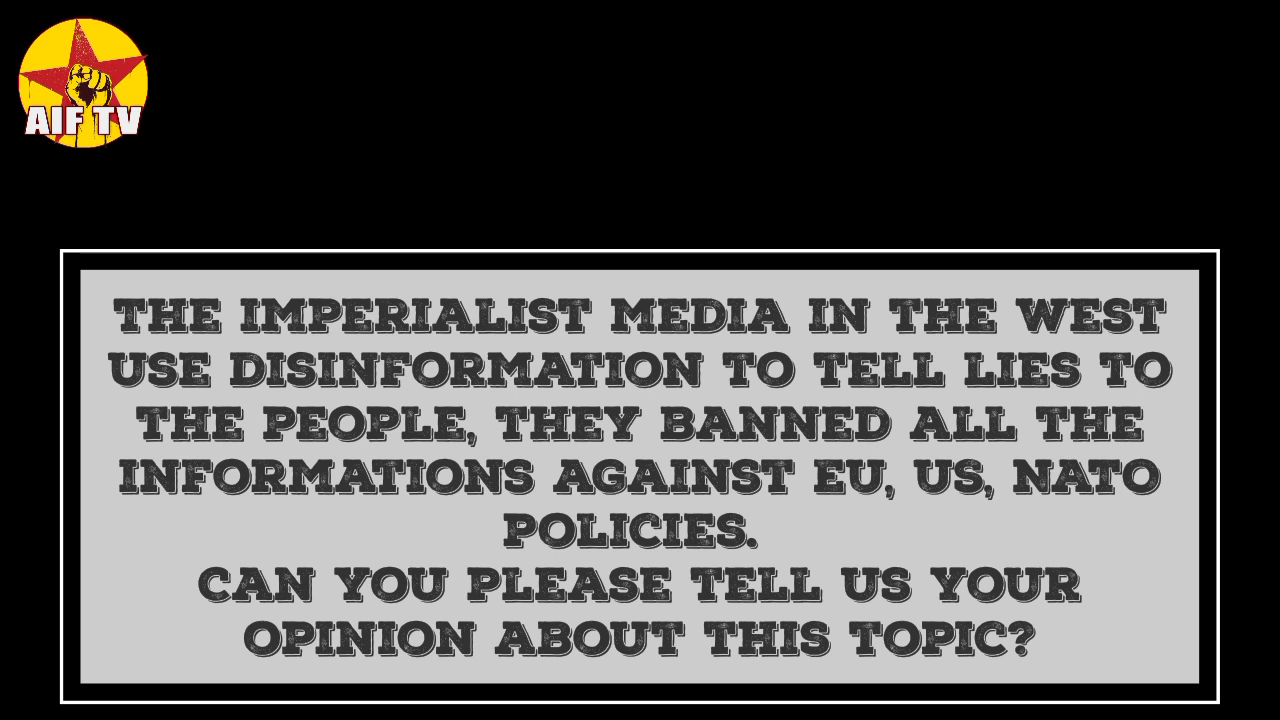 AIF TV
THE IMPERIALIST MEDIA IN THE WEST
USE DISINFORMATION TO TELL LIES TO
THE PEOPLE, THEY BANNED ALL THE
INFORMATIONS AGAINST EU, US, NATO
POLICIES.
CAN YOU PLEASE TELL US YOUR
OPINION ABOUT THIS TOPIC?